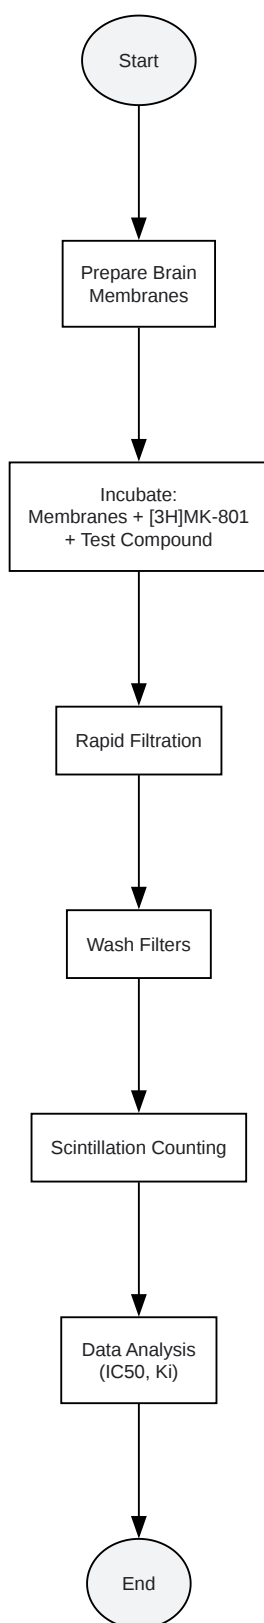 Start
Prepare Brain
Membranes
Incubate:
Membranes + [3H]MK-801
+ Test Compound
Rapid Filtration
Wash Filters
Scintillation Counting
Data Analysis
(IC50, Ki)
End